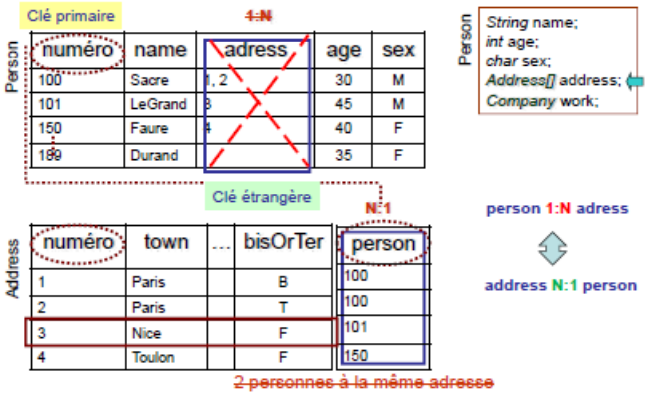 Clé primaire
1:N
Person
numéro name adress age sex
100 Sacre 1, 2 30 M
101 LeGrand 3 45 M
150 Faure 4 40 F
189 Durand 35 F
Person
String name;
int age;
char sex;
Address[] address;
Company work;
Clé étrangère
N:1
Address
numéro town ... bisOrTer person
1 Paris B 100
2 Paris T 100
3 Nice F 101
4 Toulon F 150
2 personnes à la même adresse
person 1:N adress
address N:1 person